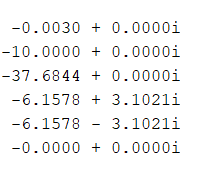 -0.0030 + 0.0000i
-10.0000 + 0.0000i
-37.6844 + 0.0000i
-6.1578 + 3.1021i
-6.1578 - 3.1021i
-0.0000 + 0.0000i